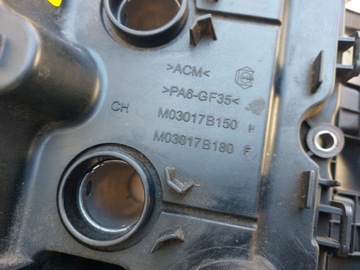 >ACM<
>PA6-GF35<
CH
M03017B150 H
M03017B180 F